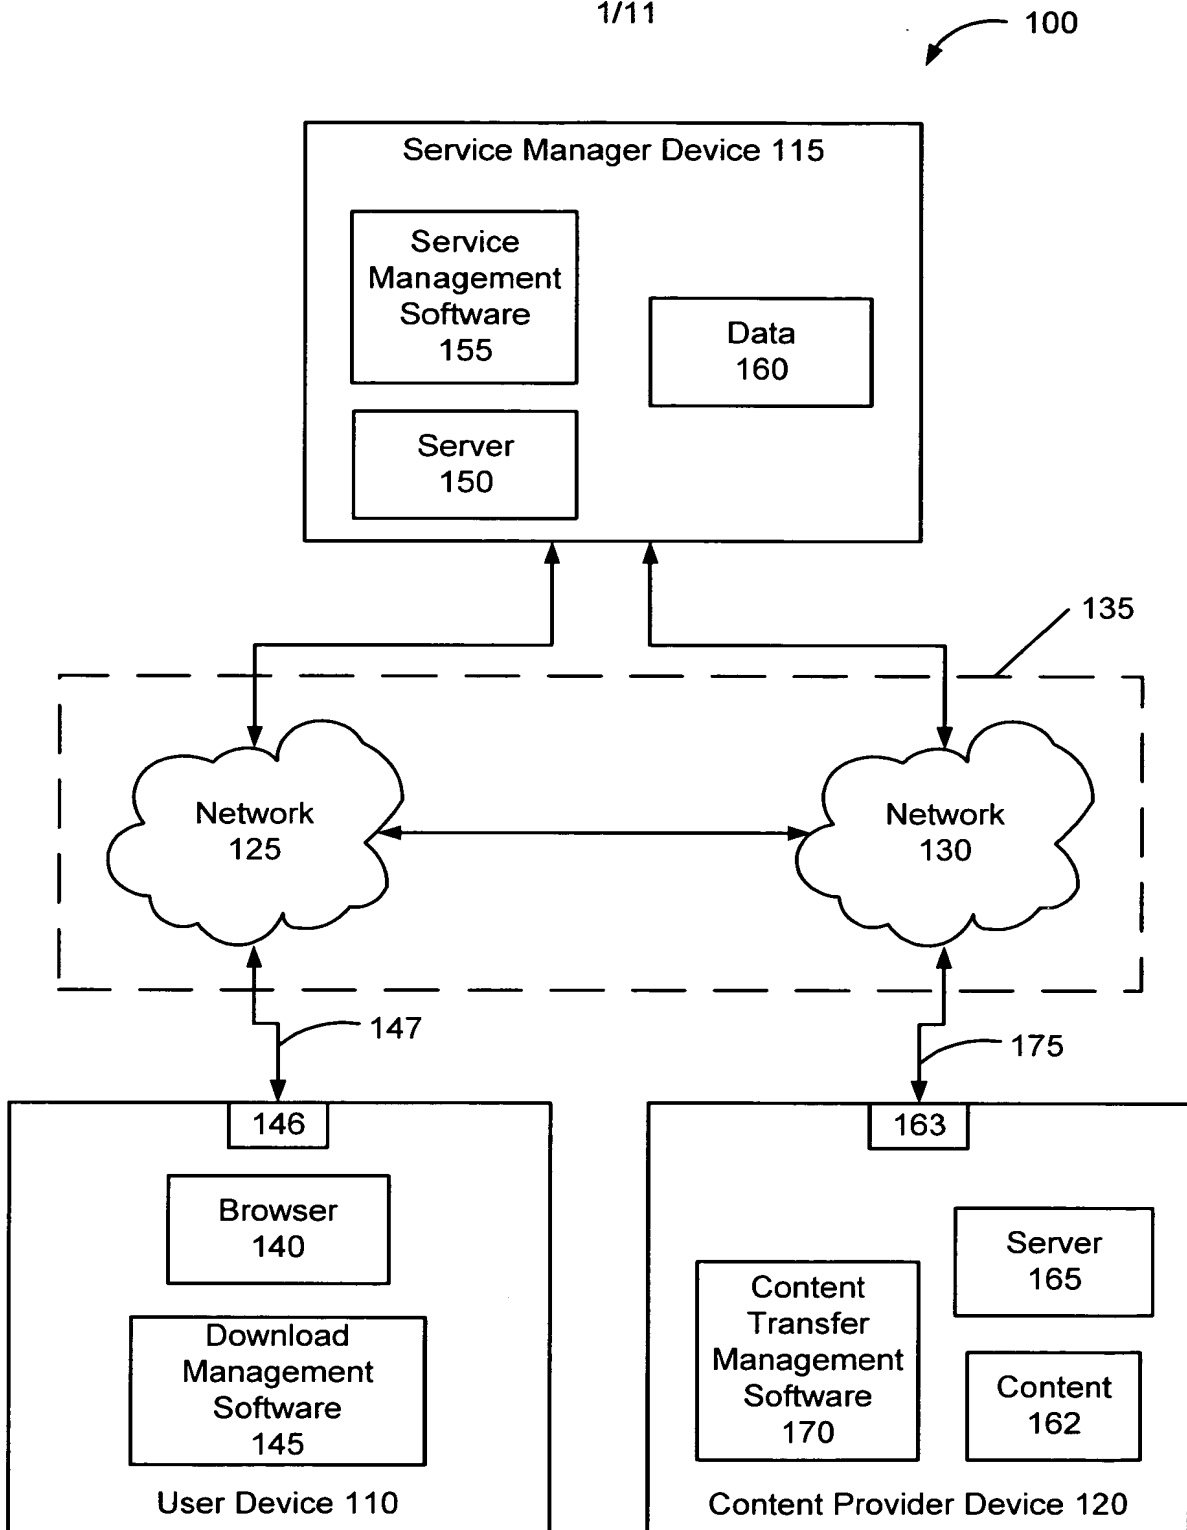 1/11
100
Service Manager Device 115
Service
Management
Software
155
Data
160
Server
150
135
Network
125
Network
130
147
175
146
163
Browser
140
Download
Management
Software
145
User Device 110
Server
165
Content
Transfer
Management
Software
170
Content
162
Content Provider Device 120